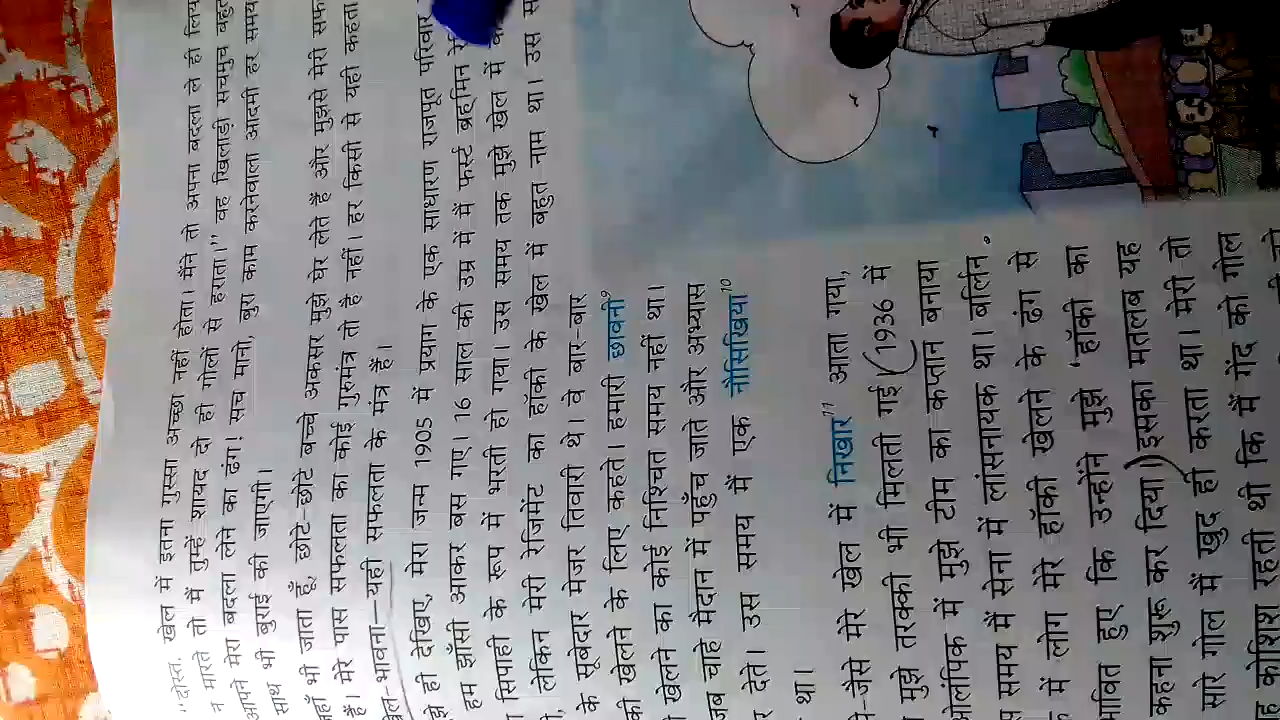 "दोस्त, खेल में इतना गुस्सा अच्छा नहीं होता। मैंने तो अपना बदला ले ही लिया
न मारते तो मैं तुम्हें शायद दो ही गोलों से हराता।" वह खिलाड़ी सचमुच बहुत
आपने मेरा बदला लेने का ढंग! सच मानो, बुरा काम करनेवाला आदमी हर समय
साथ भी बुराई की जाएगी।
जहाँ भी जाता हूँ, छोटे-छोटे बच्चे अकसर मुझे घेर लेते हैं और मुझसे मेरी सफ
हैं। मेरे पास सफलता का कोई गुरुमंत्र तो है नहीं। हर किसी से यही कहता
खेल-भावना—यही सफलता के मंत्र हैं।
ही देखिए, मेरा जन्म 1905 में प्रयाग के एक साधारण राजपूत परिवार
हम झाँसी आकर बस गए। 16 साल की उम्र में मैं फर्स्ट ब्रह्मिन रे
सिपाही के रूप में भरती हो गया। उस समय तक मुझे खेल में क
लेकिन मेरी रेजिमेंट का हॉकी के खेल में बहुत नाम था। उस स
के सूबेदार मेजर तिवारी थे। वे बार-बार
को खेलने के लिए कहते। हमारी छावनी⁹
खेलने का कोई निश्चित समय नहीं था।
जब चाहे मैदान में पहुँच जाते और अभ्यास
र देते। उस समय मैं एक नौसिखिया¹⁰
था।
-जैसे मेरे खेल में निखार¹¹ आता गया,
मुझे तरक्की भी मिलती गई (1936 में
ओलंपिक में मुझे टीम का कप्तान बनाया
समय मैं सेना में लांसनायक था। बर्लिन
में लोग मेरे हॉकी खेलने के ढंग से
भावित हुए कि उन्होंने मुझे 'हॉकी का
कहना शुरू कर दिया।) इसका मतलब यह
सारे गोल मैं खुद ही करता था। मेरी तो
ह कोशिश रहती थी कि मैं गेंद को गोल